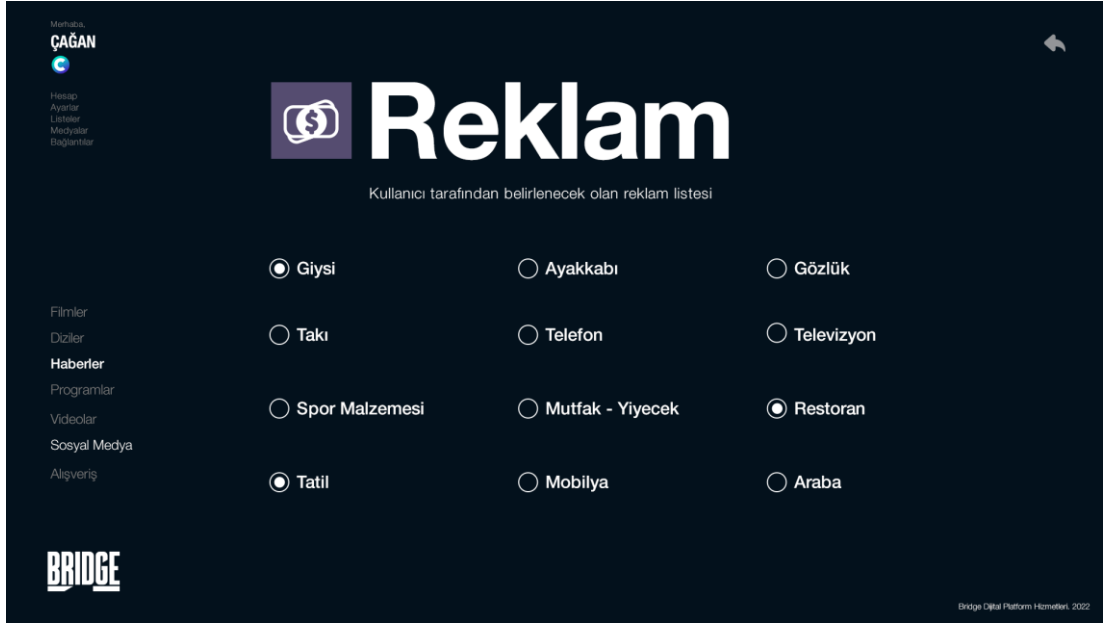 Merhaba,
ÇAĞAN
Hesap
Ayarlar
Listeler
Medyalar
Bağlantılar
Reklam
Kullanıcı tarafından belirlenecek olan reklam listesi
Giysi
Ayakkabı
Gözlük
Takı
Telefon
Televizyon
Spor Malzemesi
Mutfak - Yiyecek
Restoran
Tatil
Mobilya
Araba
Filmler
Diziler
Haberler
Programlar
Videolar
Sosyal Medya
Alışveriş
BRIDGE
Bridge Dijital Platform Hizmetleri. 2022